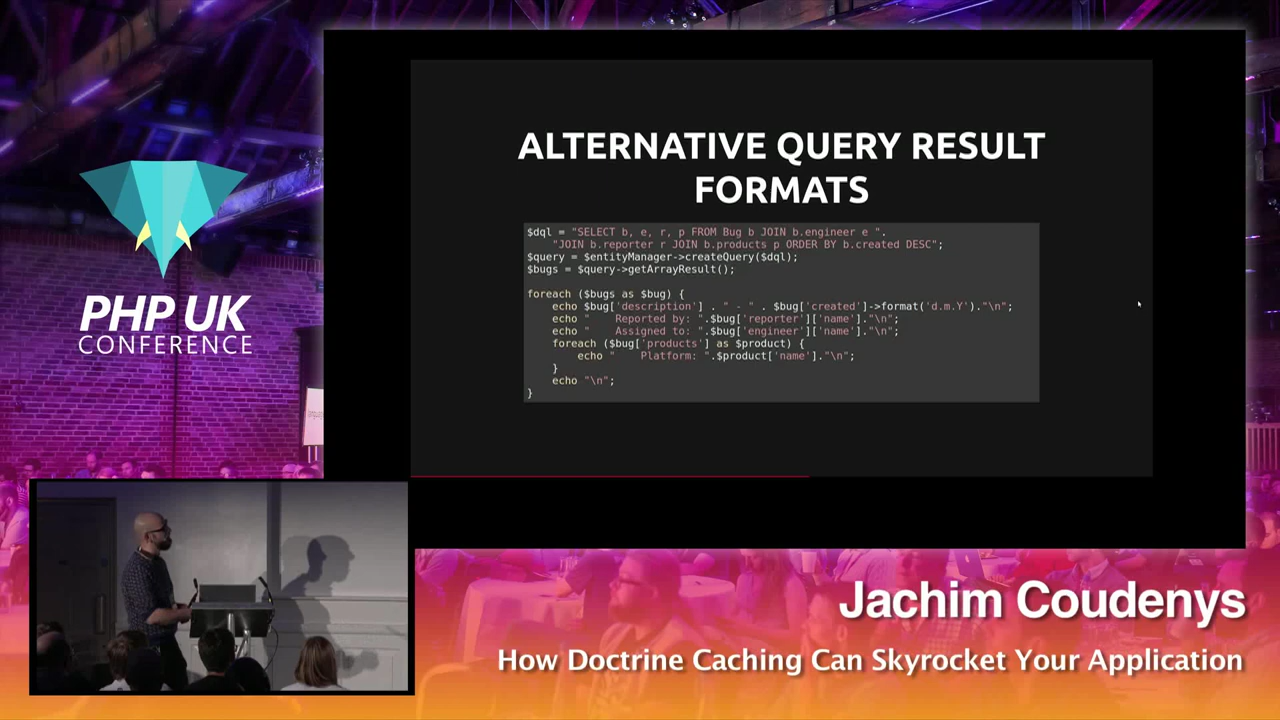 ALTERNATIVE QUERY RESULT
FORMATS
$dql = "SELECT b, e, r, p FROM Bug b JOIN b.engineer e ".
"JOIN b.reporter r JOIN b.products p ORDER BY b.created DESC";
$query = $entityManager->createQuery($dql);
$bugs = $query->getArrayResult();
foreach ($bugs as $bug) {
echo $bug['description'] . " - " . $bug['created']->format('d.m.Y')."\n";
echo "    Reported by: ".$bug['reporter']['name']."\n";
echo "    Assigned to: ".$bug['engineer']['name']."\n";
foreach ($bug['products'] as $product) {
echo "    Platform: ".$product['name']."\n";
}
echo "\n";
}
PHP UK
CONFERENCE
Jachim Coudenys
How Doctrine Caching Can Skyrocket Your Application